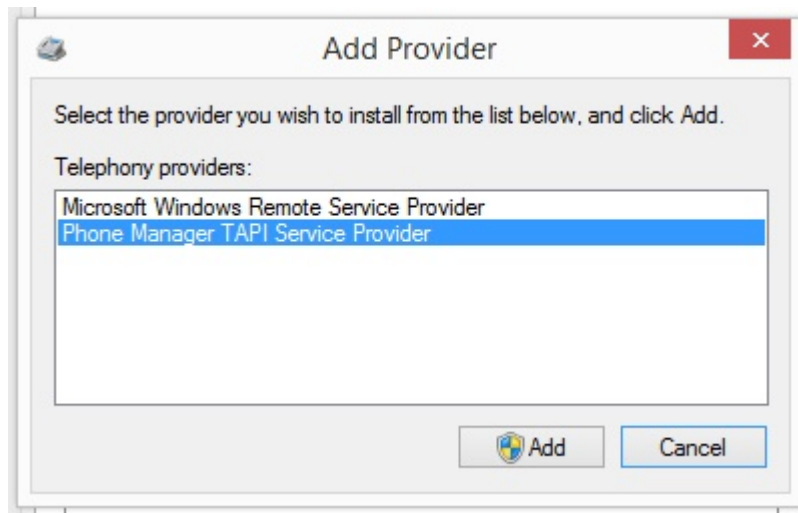 Add Provider
Select the provider you wish to install from the list below, and click Add.
Telephony providers:
Microsoft Windows Remote Service Provider
Phone Manager TAPI Service Provider
Add
Cancel